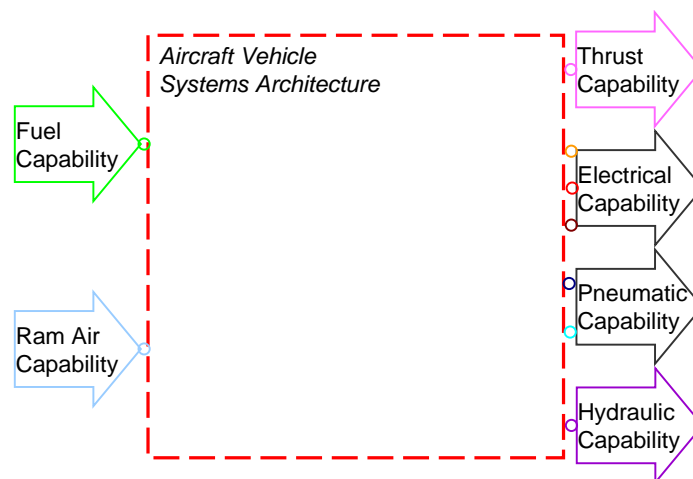 Aircraft Vehicle
Systems Architecture
Fuel
Capability
Ram Air
Capability
Thrust
Capability
Electrical
Capability
Pneumatic
Capability
Hydraulic
Capability